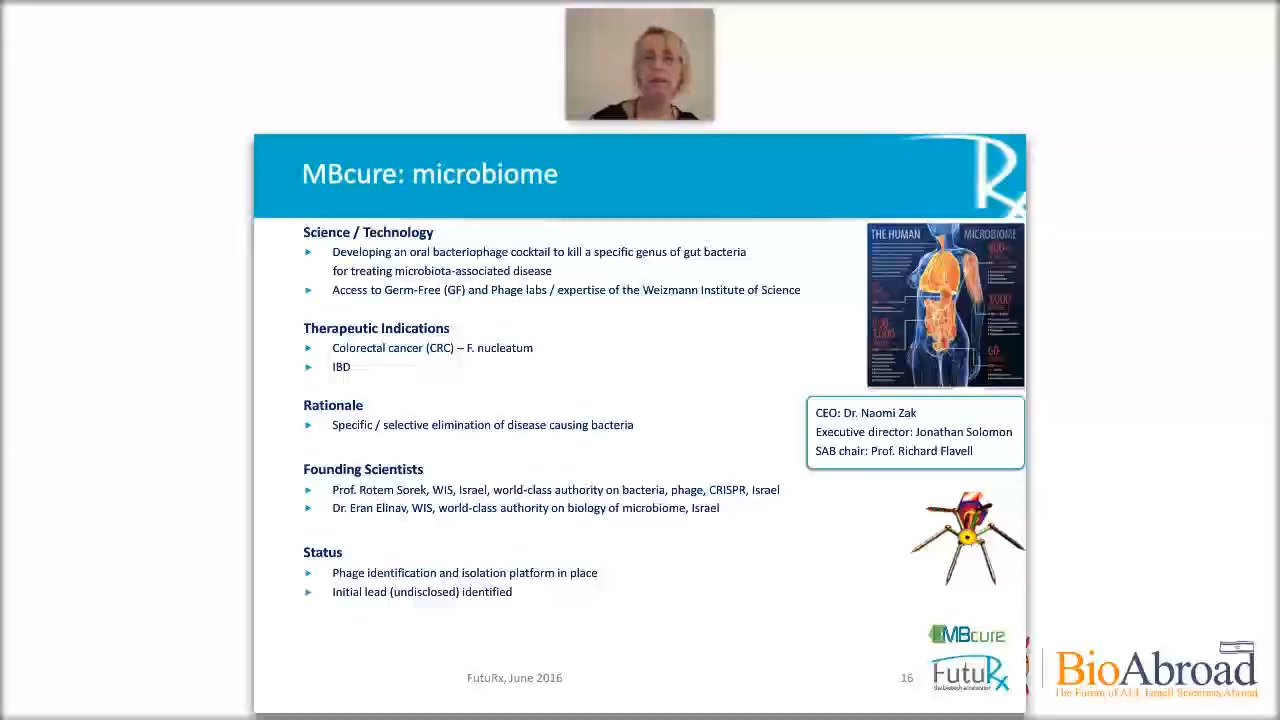 MBcure: microbiome
Science / Technology
Developing an oral bacteriophage cocktail to kill a specific genus of gut bacteria
for treating microbiota-associated disease
Access to Germ-Free (GF) and Phage labs / expertise of the Weizmann Institute of Science
THE HUMAN MICROBIOME
Therapeutic Indications
Colorectal cancer (CRC) – F. nucleatum
IBD
Rationale
Specific / selective elimination of disease causing bacteria
CEO: Dr. Naomi Zak
Executive director: Jonathan Solomon
SAB chair: Prof. Richard Flavell
Founding Scientists
Prof. Rotem Sorek, WIS, Israel, world-class authority on bacteria, phage, CRISPR, Israel
Dr. Eran Elinav, WIS, world-class authority on biology of microbiome, Israel
Status
Phage identification and isolation platform in place
Initial lead (undisclosed) identified
MBcure
FutuRx, June 2016
16
FutuRx
the biotech accelerator
BioAbroad
The Forum of All Israeli Sciences Abroad